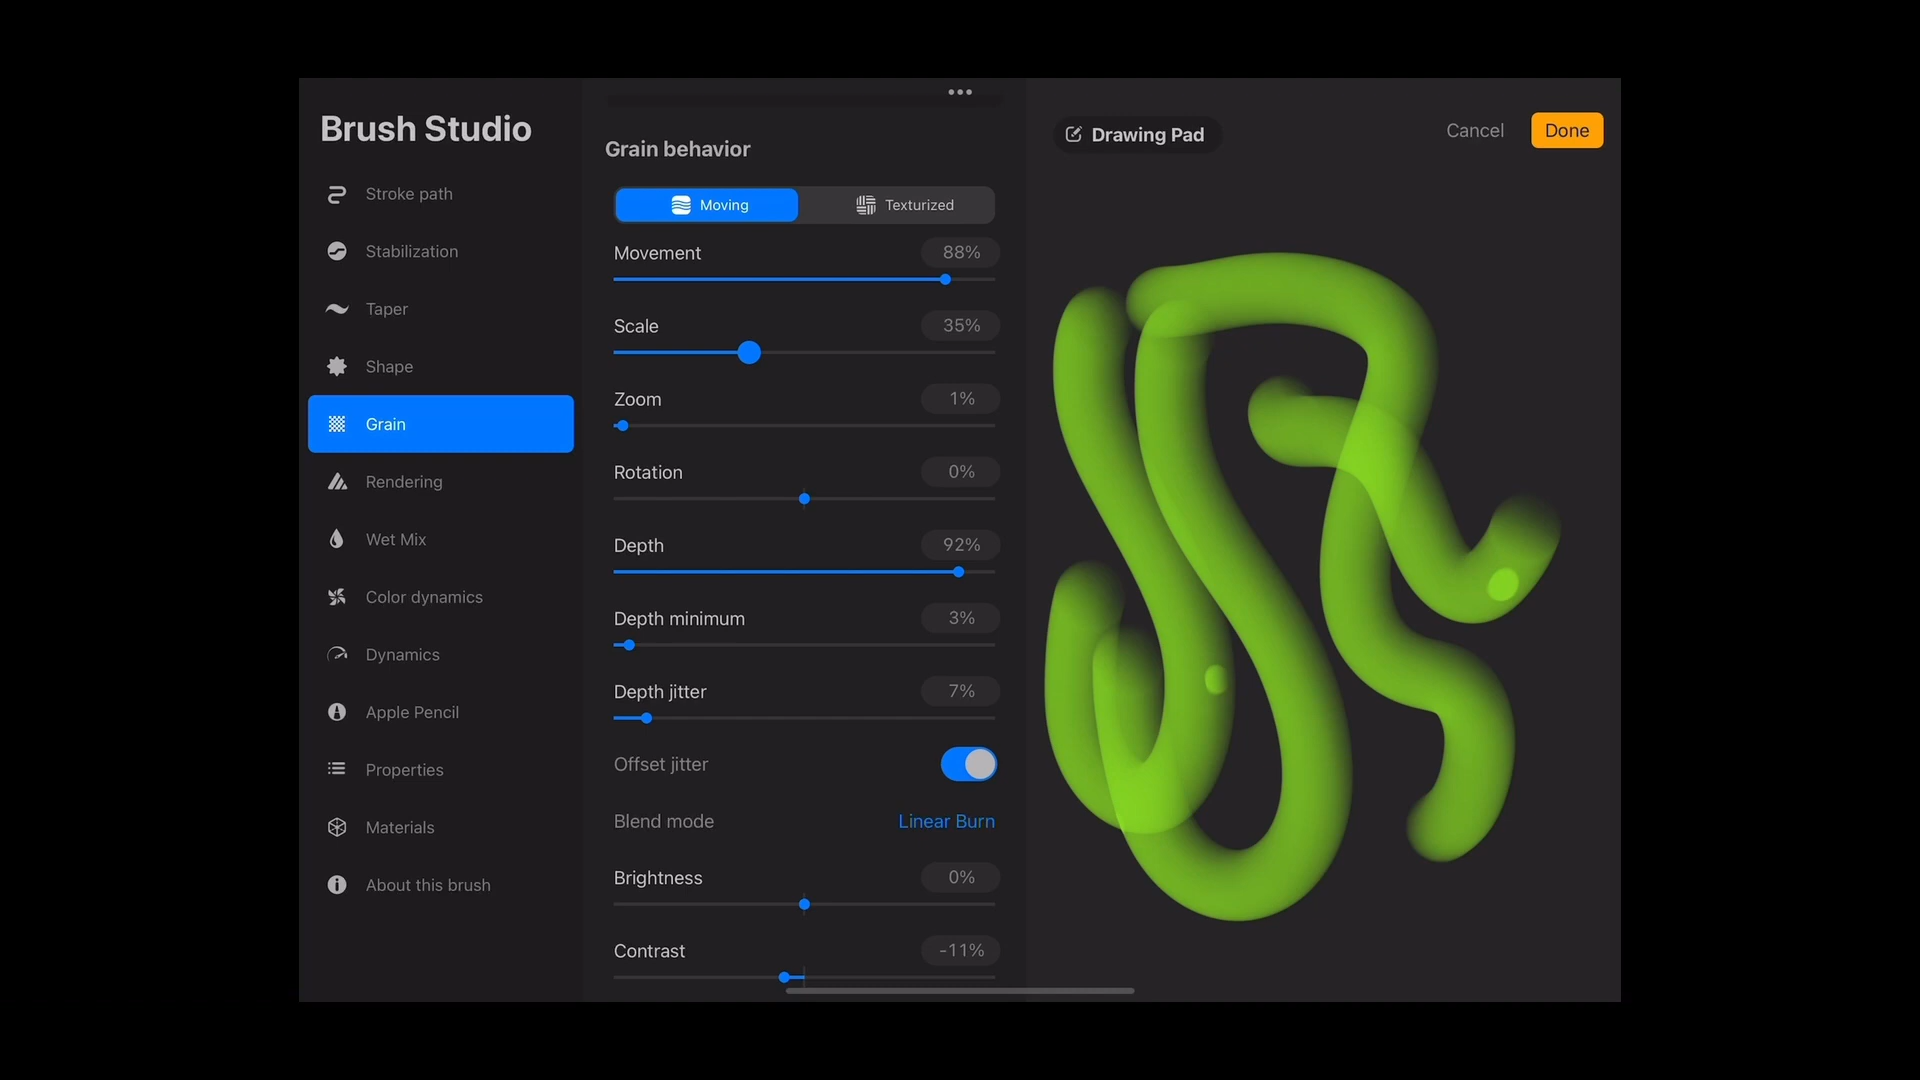 Brush Studio
Stroke path
Stabilization
Taper
Shape
Grain
Rendering
Wet Mix
Color dynamics
Dynamics
Apple Pencil
Properties
Materials
About this brush
Grain behavior
Moving Texturized
Movement 88%
Scale 35%
Zoom 1%
Rotation 0%
Depth 92%
Depth minimum 3%
Depth jitter 7%
Offset jitter
Blend mode Linear Burn
Brightness 0%
Contrast -11%
Drawing Pad
Cancel Done